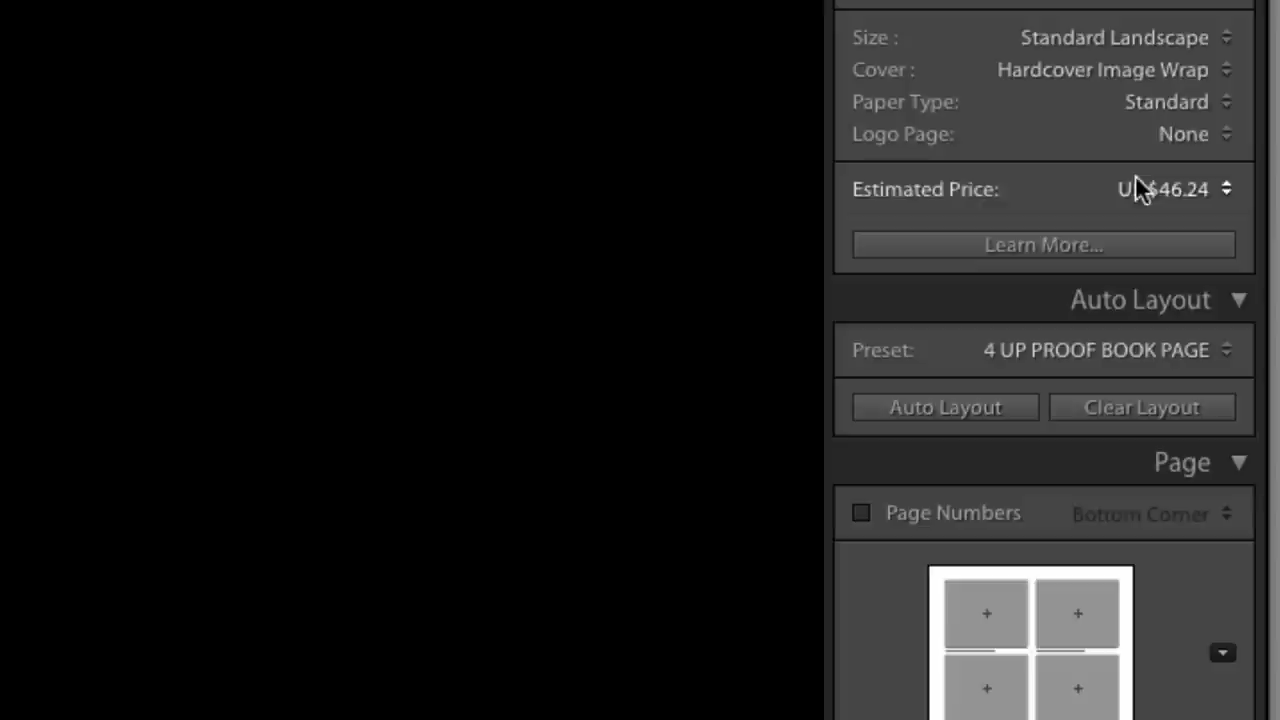 Size : Standard Landscape
Cover : Hardcover Image Wrap
Paper Type: Standard
Logo Page: None
Estimated Price: $46.24
Learn More...
Auto Layout
Preset: 4 UP PROOF BOOK PAGE
Auto Layout Clear Layout
Page
Page Numbers Bottom Corner